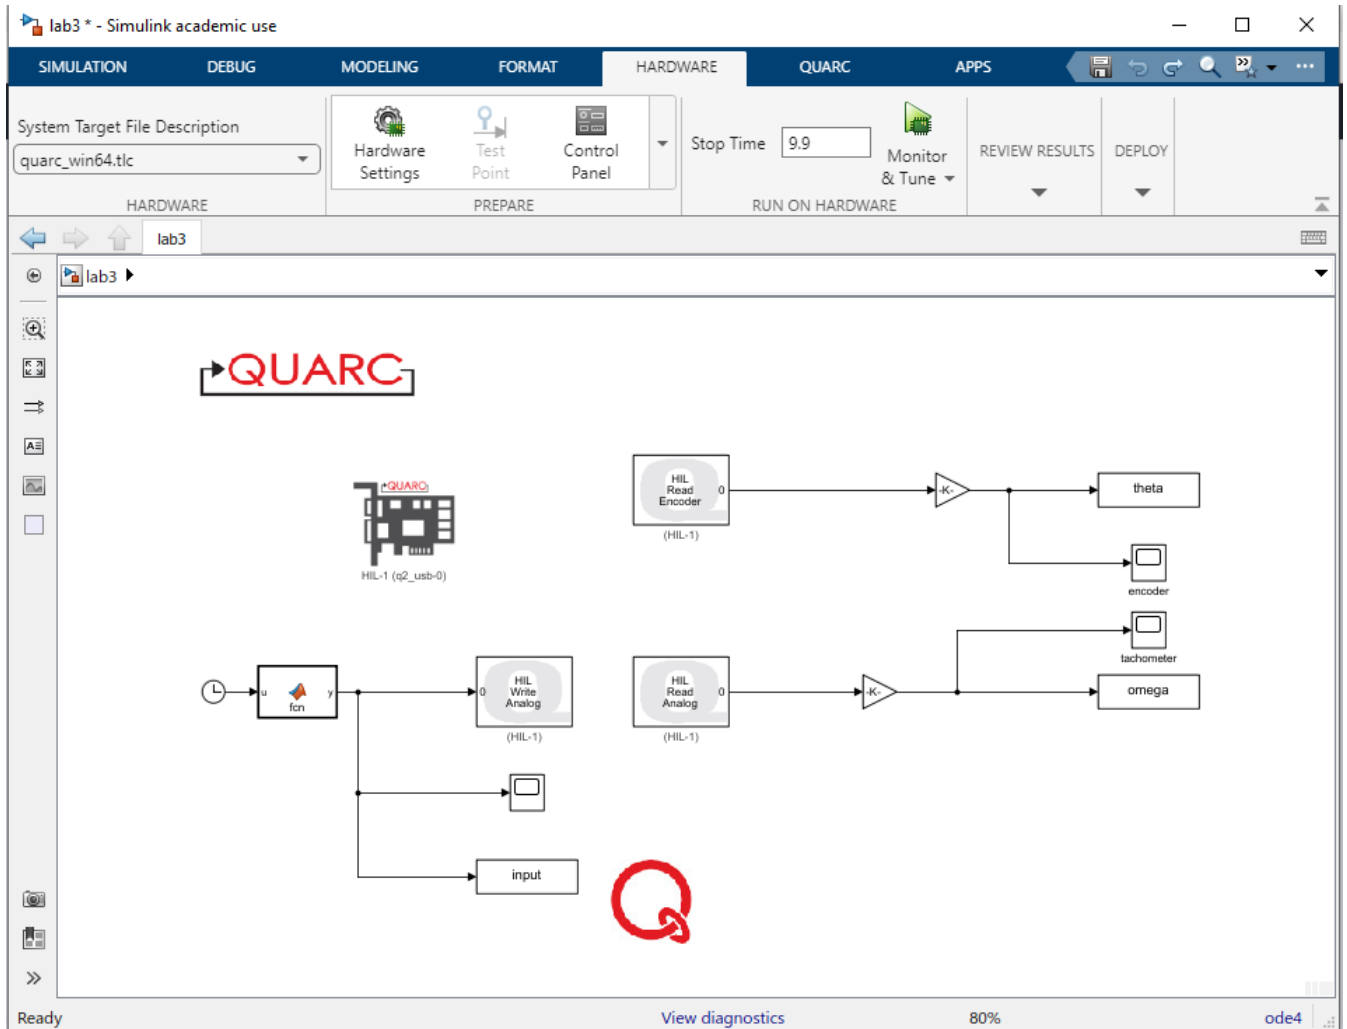 lab3 * - Simulink academic use
SIMULATION DEBUG MODELING FORMAT HARDWARE QUARC APPS
System Target File Description
quarc_win64.tlc
HARDWARE
Hardware
Settings
Test
Point
Control
Panel
PREPARE
Stop Time 9.9
Monitor
& Tune
RUN ON HARDWARE
REVIEW RESULTS
DEPLOY
lab3
lab3
QUARC
QUARC
HIL-1 (q2_usb-0)
HIL
Read
Encoder
0
(HIL-1)
-K-
theta
encoder
tachometer
u
fcn
y
0
HIL
Write
Analog
(HIL-1)
HIL
Read
Analog
0
(HIL-1)
-K-
omega
input
Q
Ready
View diagnostics
80%
ode4